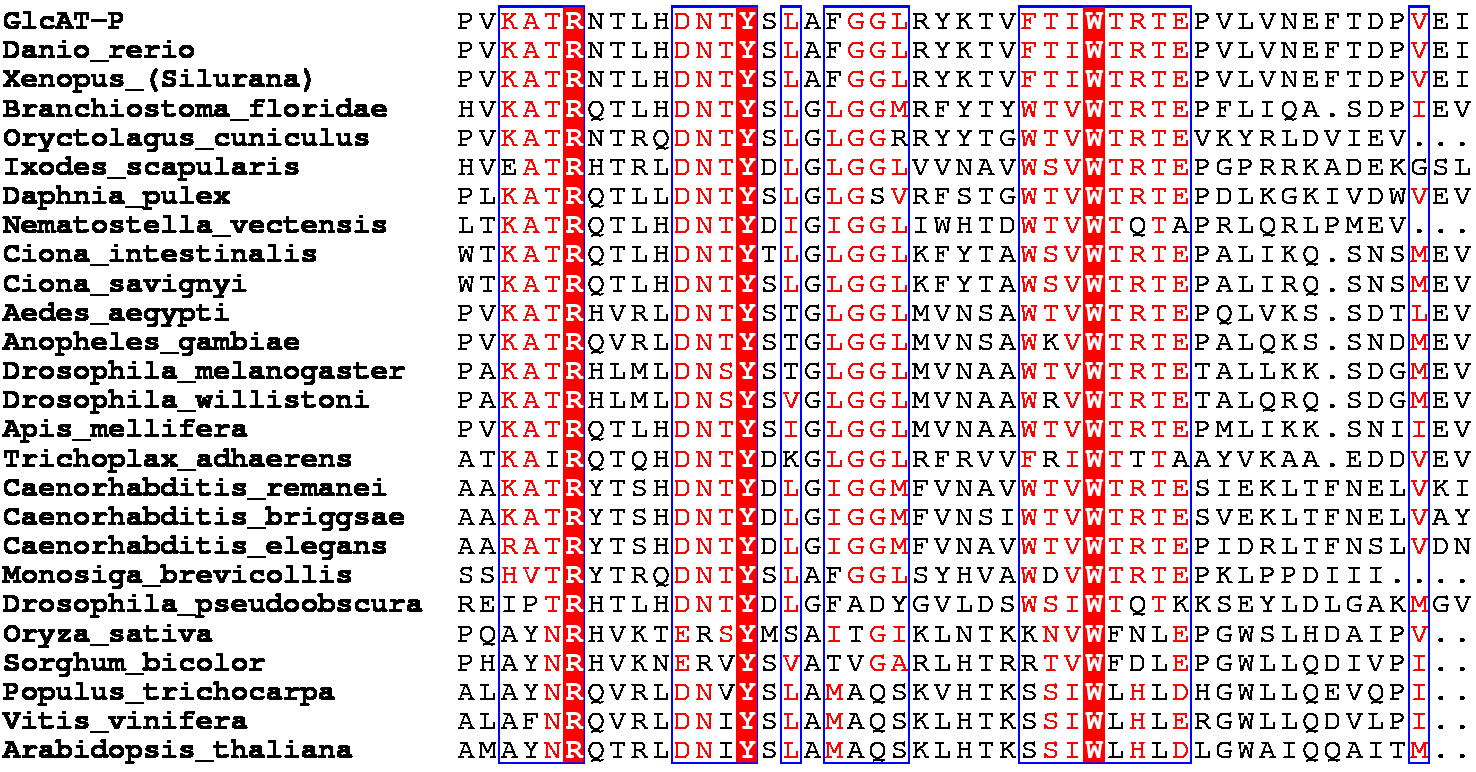 GlcAT-P PVKATRNTLHDNTYSLAFGGLRYKTVFTIWTRTEPVLVNEFTDPVEI
Danio_rerio PVKATRNTLHDNTYSLAFGGLRYKTVFTIWTRTEPVLVNEFTDPVEI
Xenopus_(Silurana) PVKATRNTLHDNTYSLAFGGLRYKTVFTIWTRTEPVLVNEFTDPVEI
Branchiostoma_floridae HVKATRQTLHDNTYSLGLGGMRFYTYWTVWTRTEPFLIQA.SDPIEV
Oryctolagus_cuniculus PVKATRNTRQDNTYSLGLGGRRYYTGWTVWTRTEVKYRLDVIEV...
Ixodes_scapularis HVEATRHTRLDNTYDLGLGGLVVNAVWSVWTRTEPGPRRKADEKGSL
Daphnia_pulex PLKATRQTLLDNTYSLGLGSVRFSTGWTVWTRTEPDLKGKIVDWVEV
Nematostella_vectensis LTKATRQTLHDNTYDIGIGGLIWHTDWTVWTQTAPRLQRLPMEV...
Ciona_intestinalis WTKATRQTLHDNTYTLGLGGLKFYTAWSVWTRTEPALIKQ.SNSMEV
Ciona_savignyi WTKATRQTLHDNTYSLGLGGLKFYTAWSVWTRTEPALIRQ.SNSMEV
Aedes_aegypti PVKATRHVRLDNTYSTGLGGLMVNSAWTVWTRTEPQLVKS.SDTLEV
Anopheles_gambiae PVKATRQVRLDNTYSTGLGGLMVNSAWKVWTRTEPALQKS.SNDMEV
Drosophila_melanogaster PAKATRHLMLDNSYSTGLGGLMVNAAWTVWTRTETALLKK.SDGMEV
Drosophila_willistoni PAKATRHLMLDNSYSVGLGGLMVNAAWRVWTRTETALQRQ.SDGMEV
Apis_mellifera PVKATRQTLHDNTYSIGLGGLMVNAAWTVWTRTEPMLIKK.SNIIEV
Trichoplax_adhaerens ATKAIRQTQHDNTYDKGLGGLRFRVVFRIWTTTAAYVKAA.EDDVEV
Caenorhabditis_remanei AAKATRYTSHDNTYDLGIGGMFVNAVWTVWTRTESIEKLTFNELVKI
Caenorhabditis_briggsae AAKATRYTSHDNTYDLGIGGMFVNSIWTVWTRTESVEKLTFNELVAY
Caenorhabditis_elegans AARATRYTSHDNTYDLGIGGMFVNAVWTVWTRTEPIDRLTFNSLVDN
Monosiga_brevicollis SSHVTRYTRQDNTYSLAFGGLSYHVAWDVWTRTEPKLPPDIII....
Drosophila_pseudoobscura REIPTRHTLHDNTYDLGFADYGVLDSWSIWTQTKKSEYLDLGAKMGV
Oryza_sativa PQAYNRHVKTERSYMSAITGIKLNTKKNVWFNLEPGWSLHDAIPV..
Sorghum_bicolor PHAYNRHVKNERVYSVATVGARLHTRRTVWFDLEPGWLLQDIVPI..
Populus_trichocarpa ALAYNRQVRLDNVYSLAMAQSKVHTKSSIWLHLDHGWLLQEVQPI..
Vitis_vinifera ALAFNRQVRLDNIYSLAMAQSKLHTKSSIWLHLERGWLLQDVLPI..
Arabidopsis_thaliana AMAYNRQTRLDNIYSLAMAQSKLHTKSSIWLHLDLGWAIQQAITM..